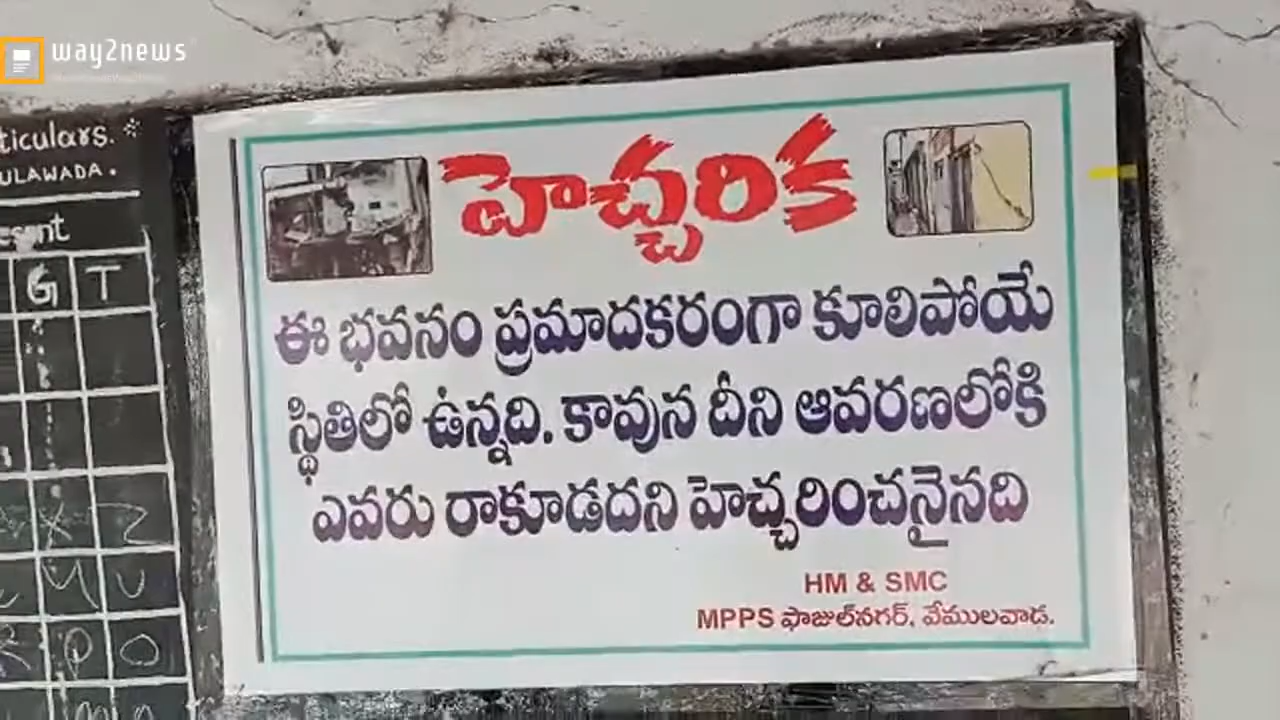 way2news
ticulars.
ULAWADA.
G T
హెచ్చరిక
ఈ భవనం ప్రమాదకరంగా కూలిపోయే
స్థితిలో ఉన్నది. కావున దీని ఆవరణలోకి
ఎవరు రాకూడదని హెచ్చరించనైనది
HM & SMC
MPPS ఫాజుల్‌నగర్, వేములవాడ.